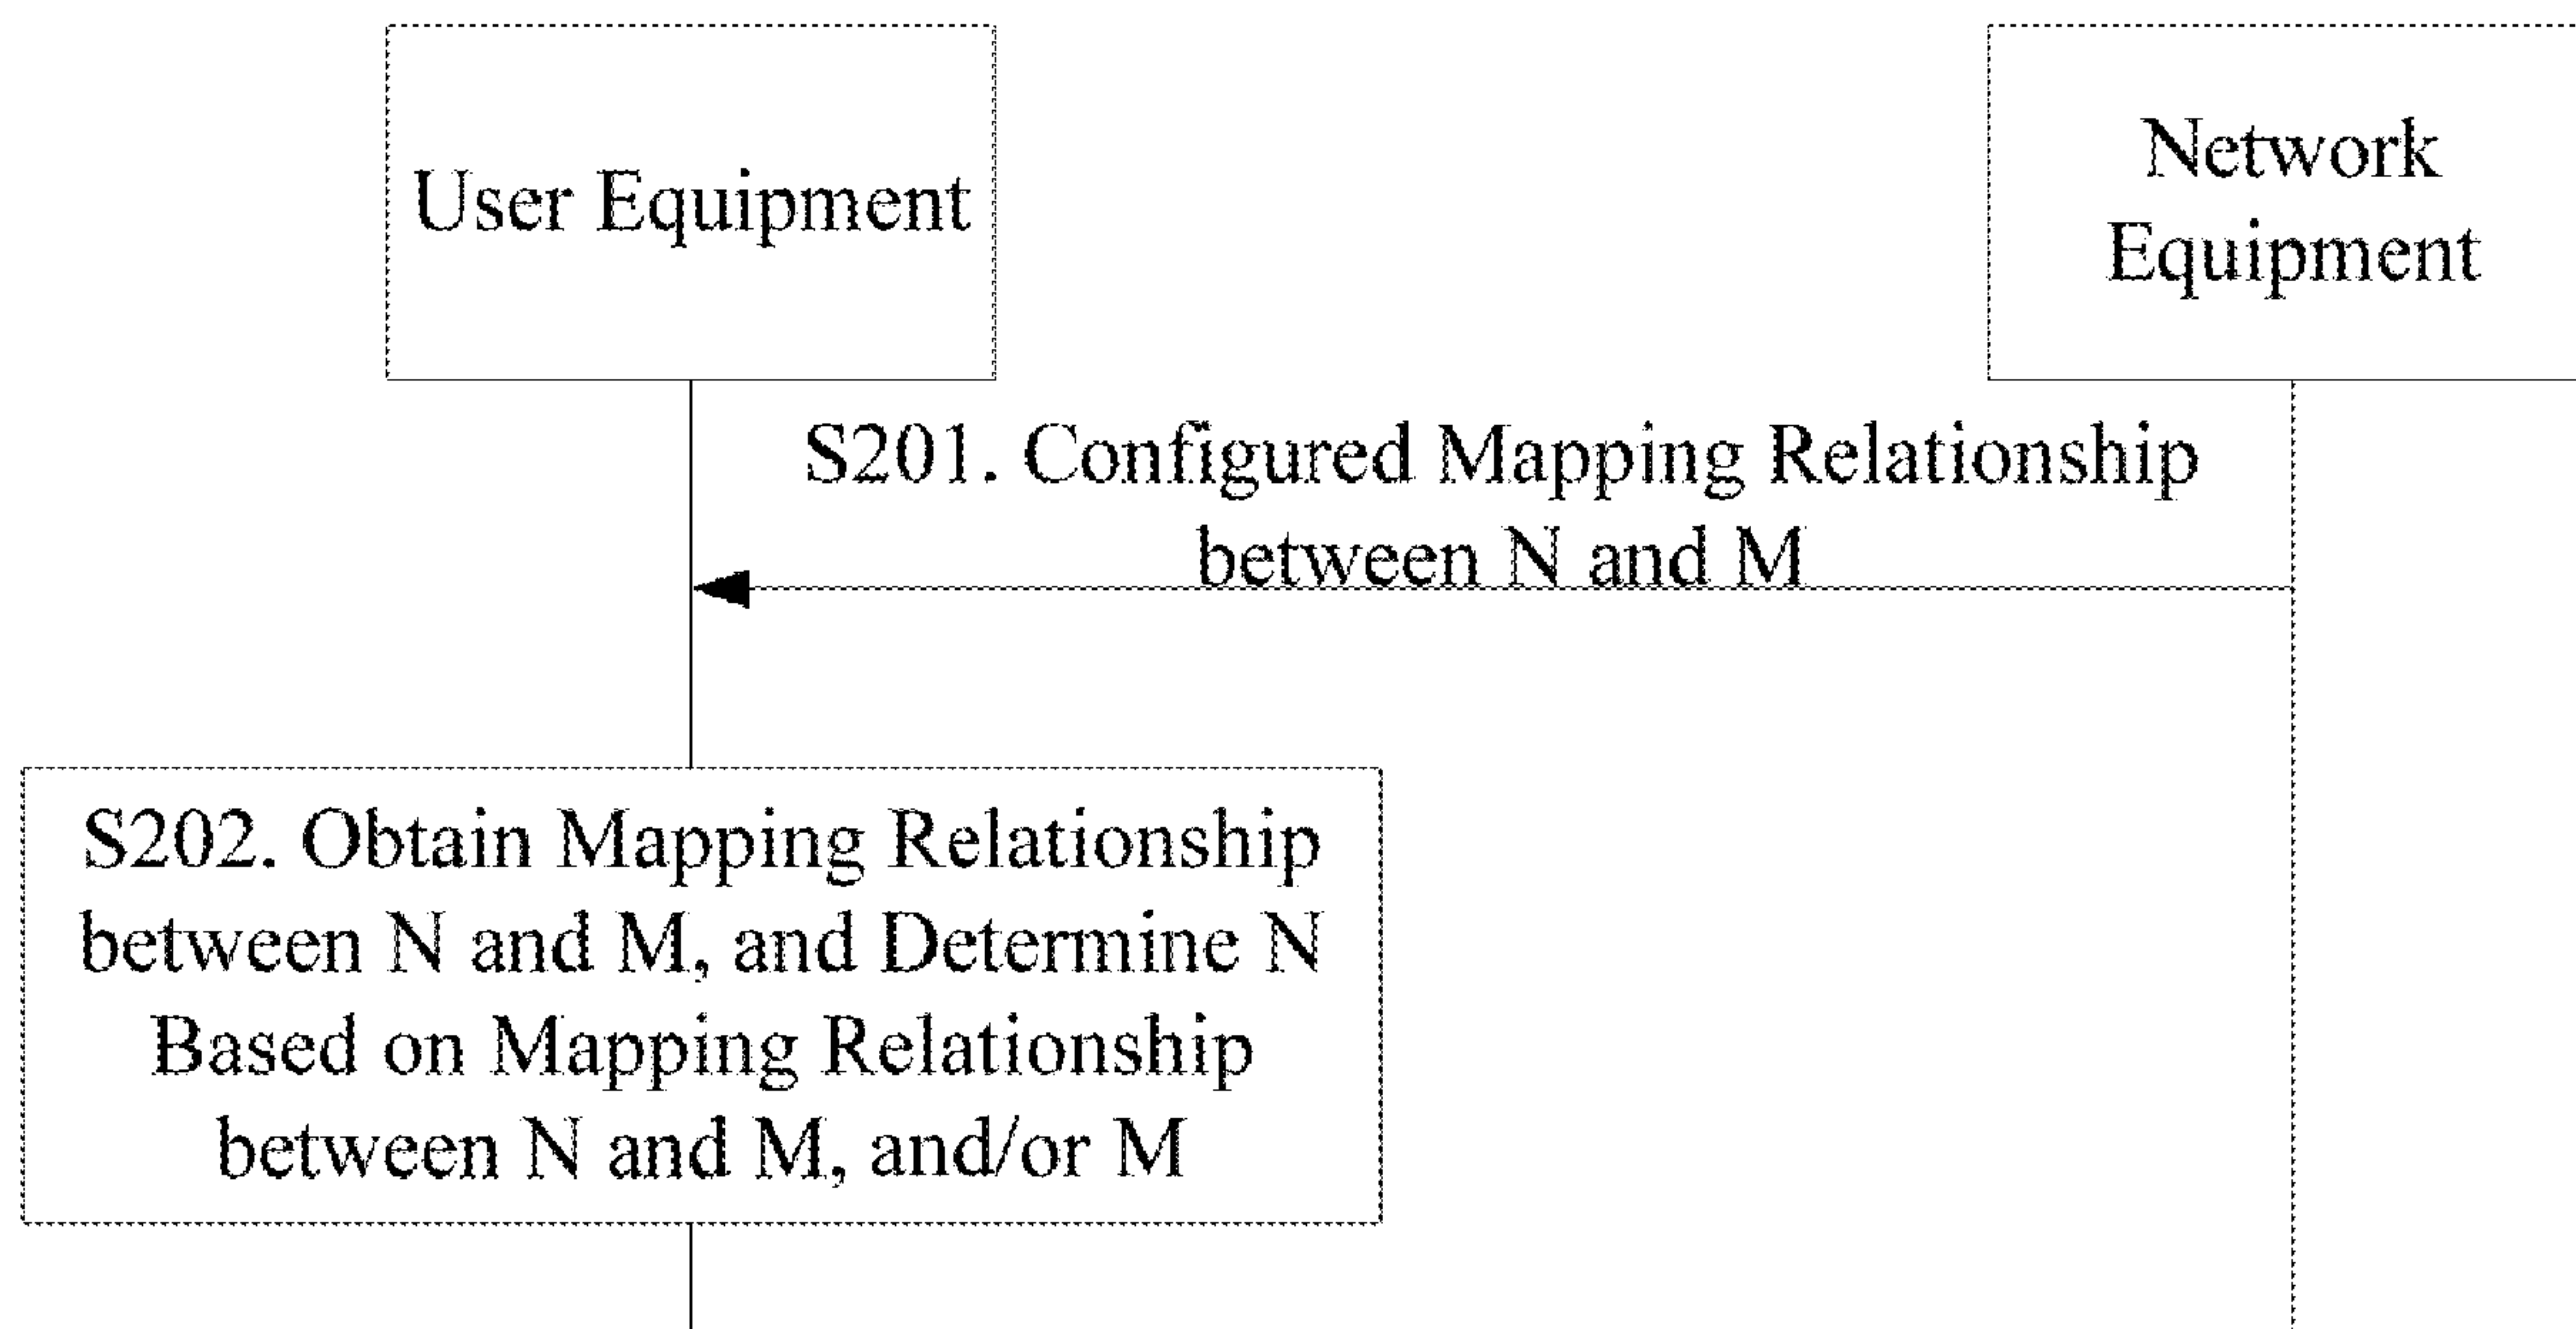 User Equipment
Network
Equipment
S201. Configured Mapping Relationship
between N and M
S202. Obtain Mapping Relationship
between N and M, and Determine N
Based on Mapping Relationship
between N and M, and/or M